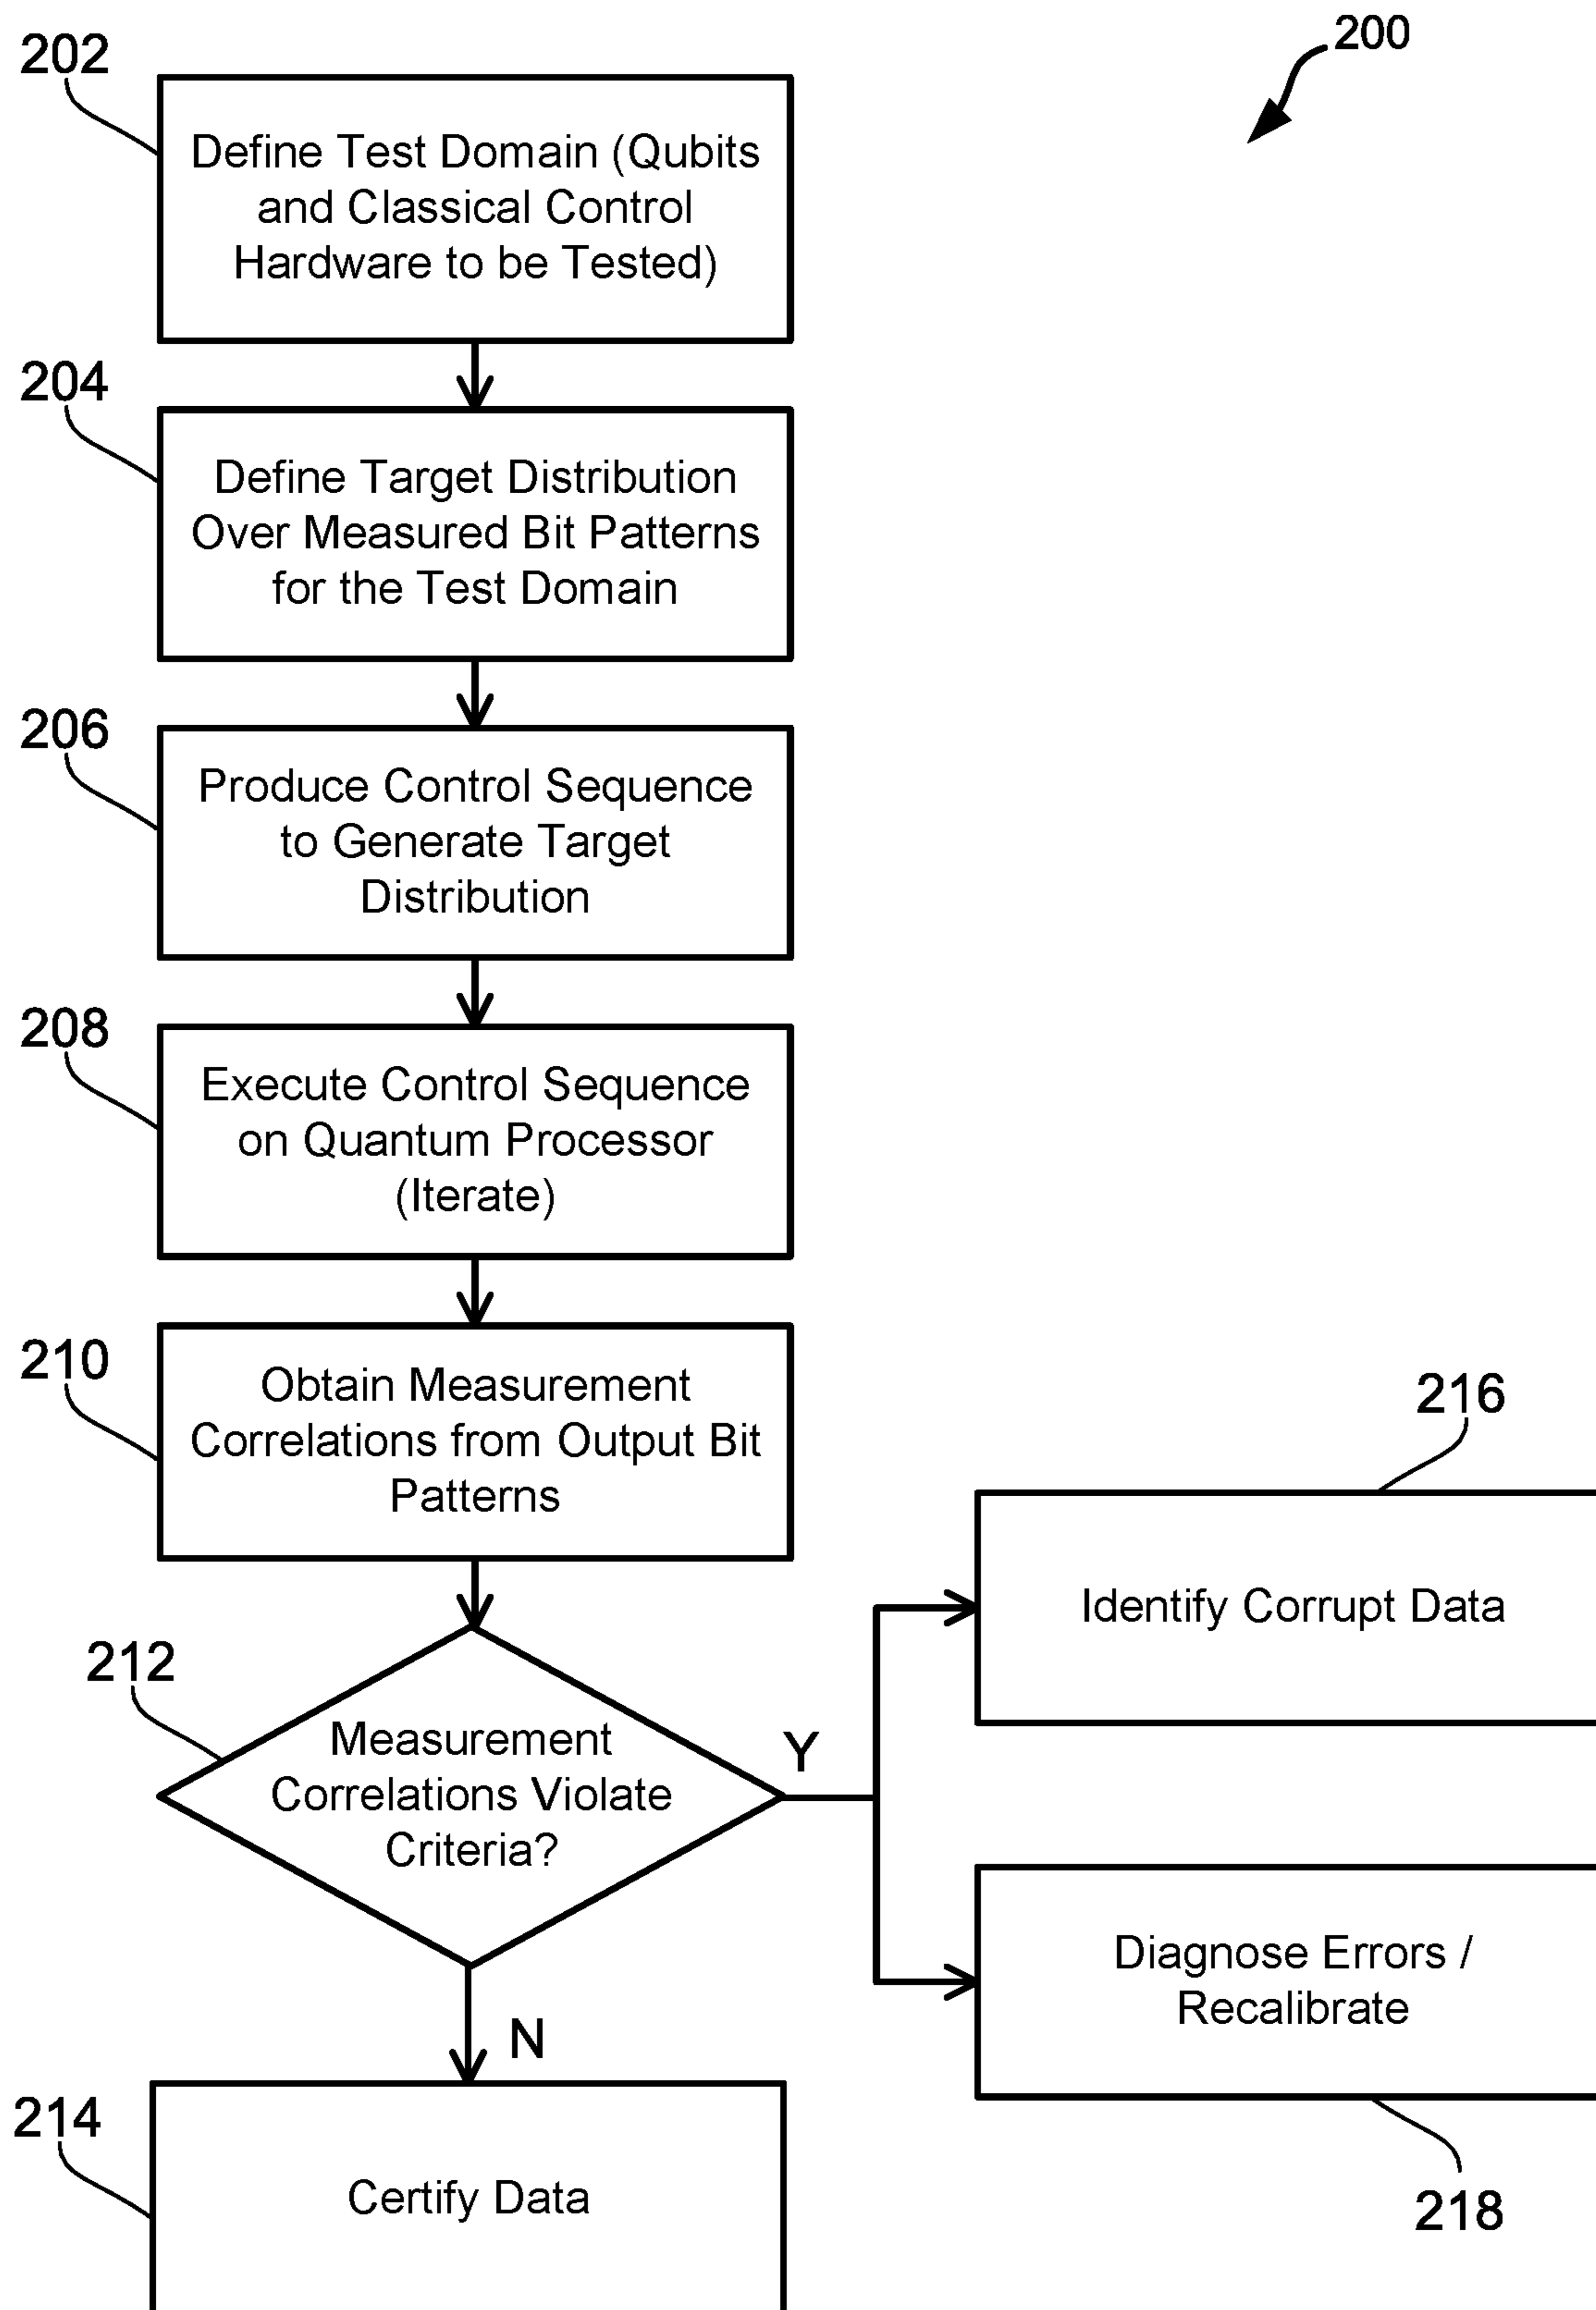 200
202
Define Test Domain (Qubits
and Classical Control
Hardware to be Tested)
204
Define Target Distribution
Over Measured Bit Patterns
for the Test Domain
206
Produce Control Sequence
to Generate Target
Distribution
208
Execute Control Sequence
on Quantum Processor
(Iterate)
210
Obtain Measurement
Correlations from Output Bit
Patterns
212
Measurement
Correlations Violate
Criteria?
Y
216
Identify Corrupt Data
Diagnose Errors /
Recalibrate
218
N
214
Certify Data